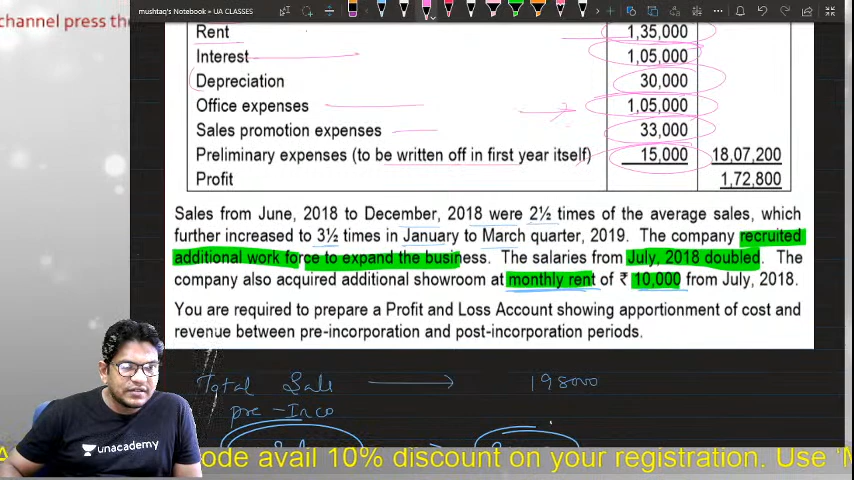 mushtaq's Notebook » UA CLASSES
channel press the
Rent 1,35,000
Interest 1,05,000
Depreciation 30,000
Office expenses 1,05,000
Sales promotion expenses 33,000
Preliminary expenses (to be written off in first year itself) 15,000 18,07,200
Profit 1,72,800
Sales from June, 2018 to December, 2018 were 2½ times of the average sales, which
further increased to 3½ times in January to March quarter, 2019. The company recruited
additional work force to expand the business. The salaries from July, 2018 doubled. The
company also acquired additional showroom at monthly rent of ₹ 10,000 from July, 2018.
You are required to prepare a Profit and Loss Account showing apportionment of cost and
revenue between pre-incorporation and post-incorporation periods.
Total Sale 198000
pre-Inco
unacademy
ode avail 10% discount on your registration. Use '